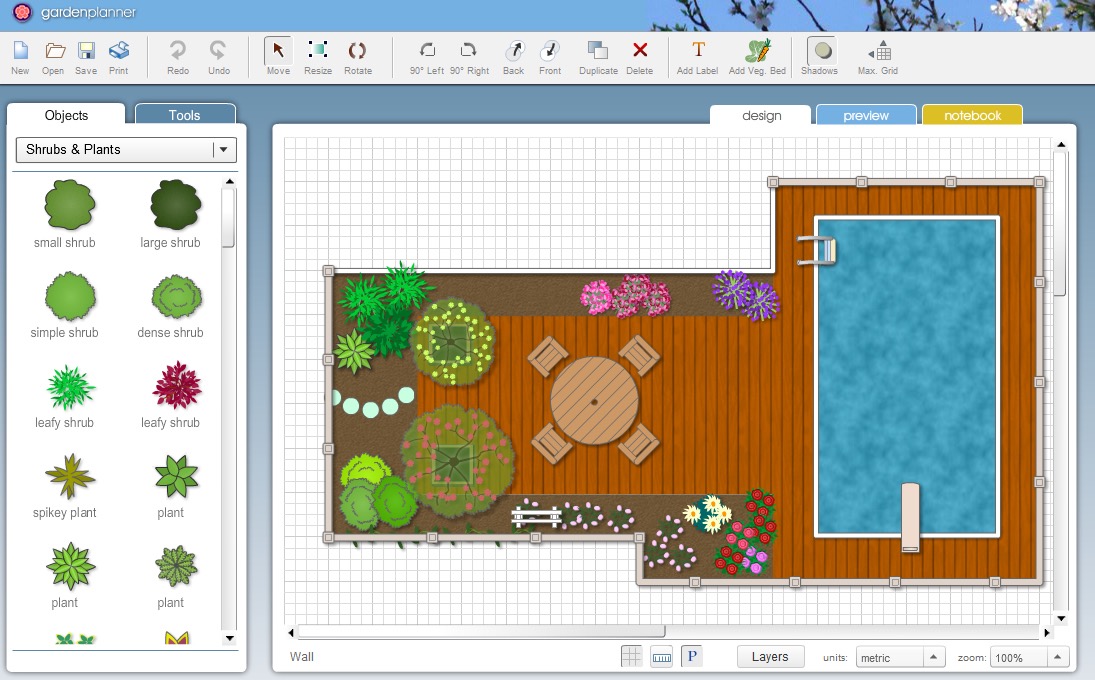 gardenplanner
New Open Save Print Redo Undo Move Resize Rotate 90° Left 90° Right Back Front Duplicate Delete Add Label Add Veg. Bed Shadows Max. Grid
Objects Tools
design preview notebook
Shrubs & Plants
small shrub large shrub
simple shrub dense shrub
leafy shrub leafy shrub
spikey plant plant
plant plant
Wall P Layers units: metric zoom: 100%